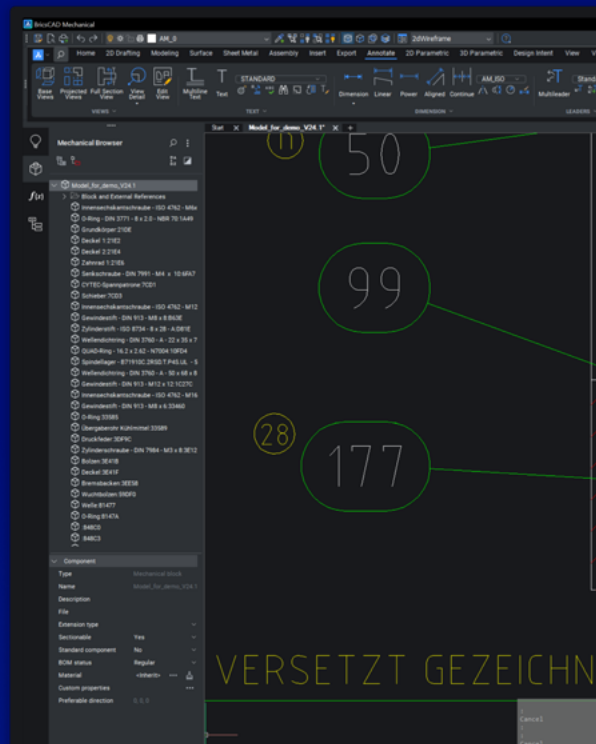 BricsCAD Mechanical
AM_0
2dWireframe
Home 2D Drafting Modeling Surface Sheet Metal Assembly Insert Export Annotate 2D Parametric 3D Parametric Design Intent View
Base Views
Projected Views
Full Section View
View Detail
Edit View
Multiline Text
Text
STANDARD
Dimension
Linear
Power
Aligned
Continue
AM_ISO
Multileader
VIEWS
TEXT
DIMENSION
LEADERS
Start
Model_for_demo_V24.1*
Mechanical Browser
Model_for_demo_V24.1
Block and External References
Innensechskantschraube - ISO 4762 - M6x
O-Ring - DIN 3771 - 8 x 2.0 - NBR 70:1A49
Grundkörper:21DE
Deckel 1:21E2
Deckel 2:21E4
Zahnrad 1:21E6
Senkschraube - DIN 7991 - M4 x 10:6FA7
CYTEC-Spannpatrone:7CD1
Schieber:7CD3
Innensechskantschraube - ISO 4762 - M12
Gewindestift - DIN 913 - M8 x 8:B63E
Zylinderstift - ISO 8734 - 8 x 28 - A:DB1E
Wellendichtring - DIN 3760 - A - 22 x 35 x 7
QUAD-Ring - 16.2 x 2.62 - N7004:10FD4
Spindellager - B71910C.2RSD.T.P4S.UL - S
Wellendichtring - DIN 3760 - A - 50 x 68 x 8
Gewindestift - DIN 913 - M12 x 12:1C27C
Innensechskantschraube - ISO 4762 - M16
Gewindestift - DIN 913 - M8 x 6:33460
O-Ring:33585
Übergaberohr Kühlmittel:33589
Druckfeder:3DF9C
Zylinderschraube - DIN 7984 - M3 x 8:3E12
Bolzen:3E41B
Deckel:3E41F
Bremsbacken:3EE58
Wuchtbolzen:59DF0
Welle:81477
O-Ring:8147A
:848C0
:848C3
Component
Type Mechanical block
Name Model_for_demo_V24.1
Description
File
Extension type
Sectionable Yes
Standard component No
BOM status Regular
Material <Inherit>
Custom properties
Preferable direction 0, 0, 0
11
50
99
28
177
VERSETZT GEZEICHN
:
Cancel
:
:
Cancel